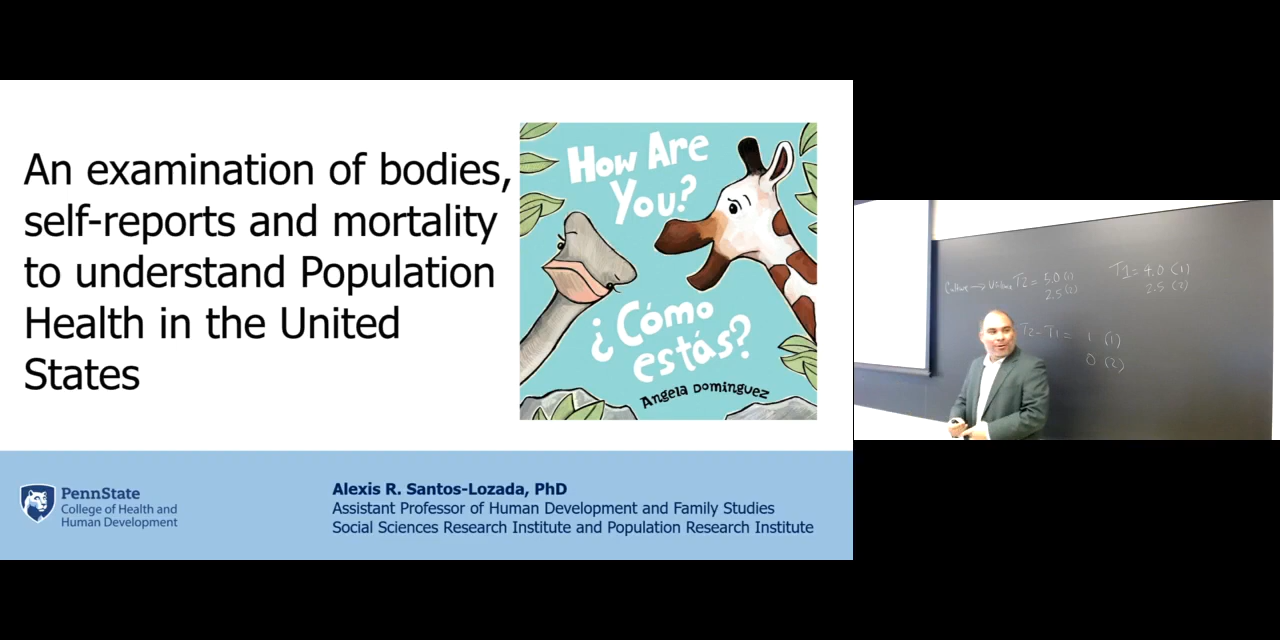 An examination of bodies,
self-reports and mortality
to understand Population
Health in the United
States
How Are
You?
¿Cómo
estás?
Angela Dominguez
PennState
College of Health and
Human Development
Alexis R. Santos-Lozada, PhD
Assistant Professor of Human Development and Family Studies
Social Sciences Research Institute and Population Research Institute
T2 = 5.0 (1)
2.5 (2)
T1 = 4.0 (1)
2.5 (2)
T2 - T1 = 1 (1)
0 (2)